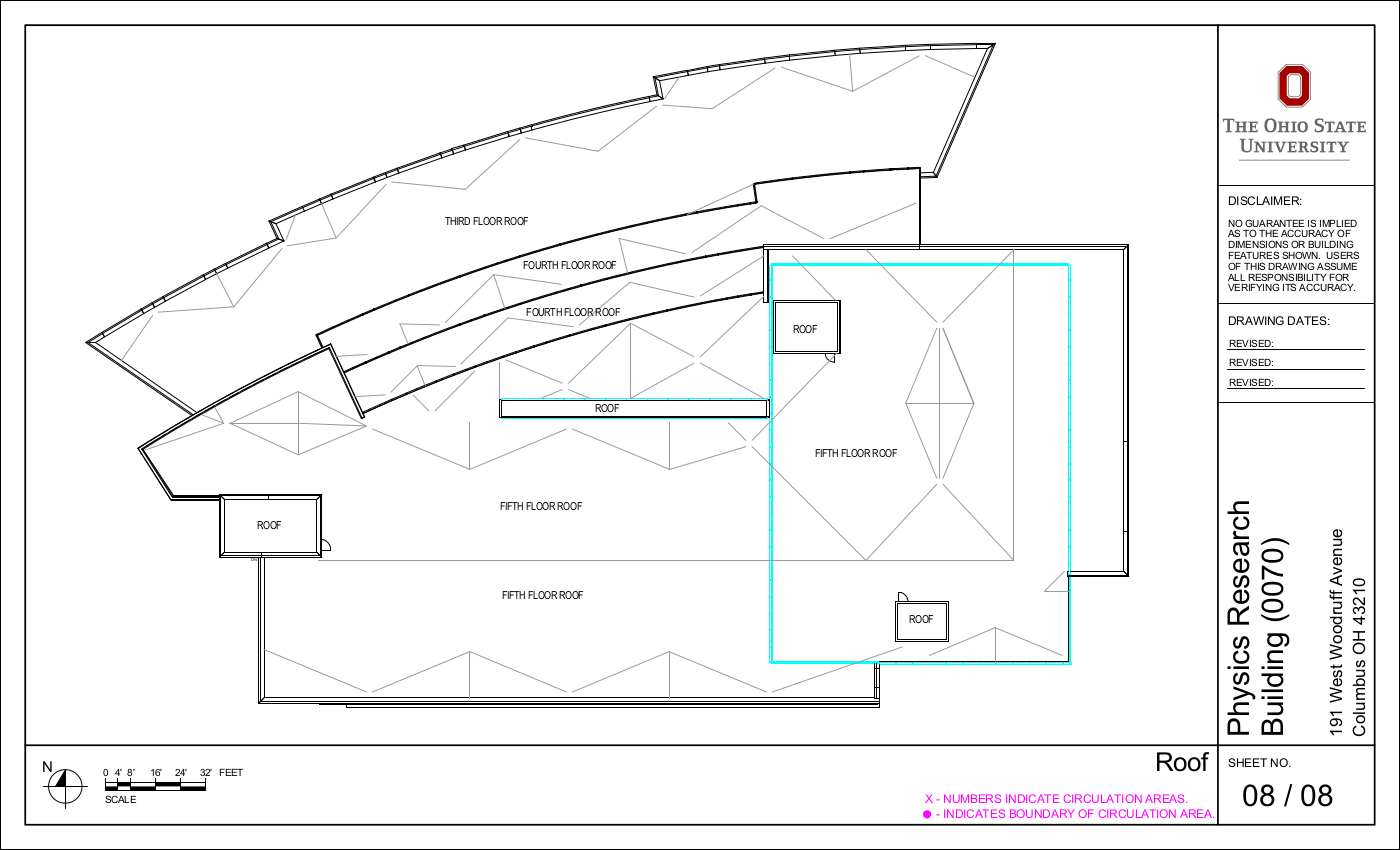 THIRD FLOOR ROOF
FOURTH FLOOR ROOF
FOURTH FLOOR ROOF
ROOF
ROOF
FIFTH FLOOR ROOF
FIFTH FLOOR ROOF
ROOF
FIFTH FLOOR ROOF
ROOF
N
0 4' 8' 16' 24' 32' FEET
SCALE
Roof
X - NUMBERS INDICATE CIRCULATION AREAS.
- INDICATES BOUNDARY OF CIRCULATION AREA.
THE OHIO STATE
UNIVERSITY
DISCLAIMER:
NO GUARANTEE IS IMPLIED
AS TO THE ACCURACY OF
DIMENSIONS OR BUILDING
FEATURES SHOWN. USERS
OF THIS DRAWING ASSUME
ALL RESPONSIBILITY FOR
VERIFYING ITS ACCURACY.
DRAWING DATES:
REVISED:
REVISED:
REVISED:
Physics Research
Building (0070)
191 West Woodruff Avenue
Columbus OH 43210
SHEET NO.
08 / 08